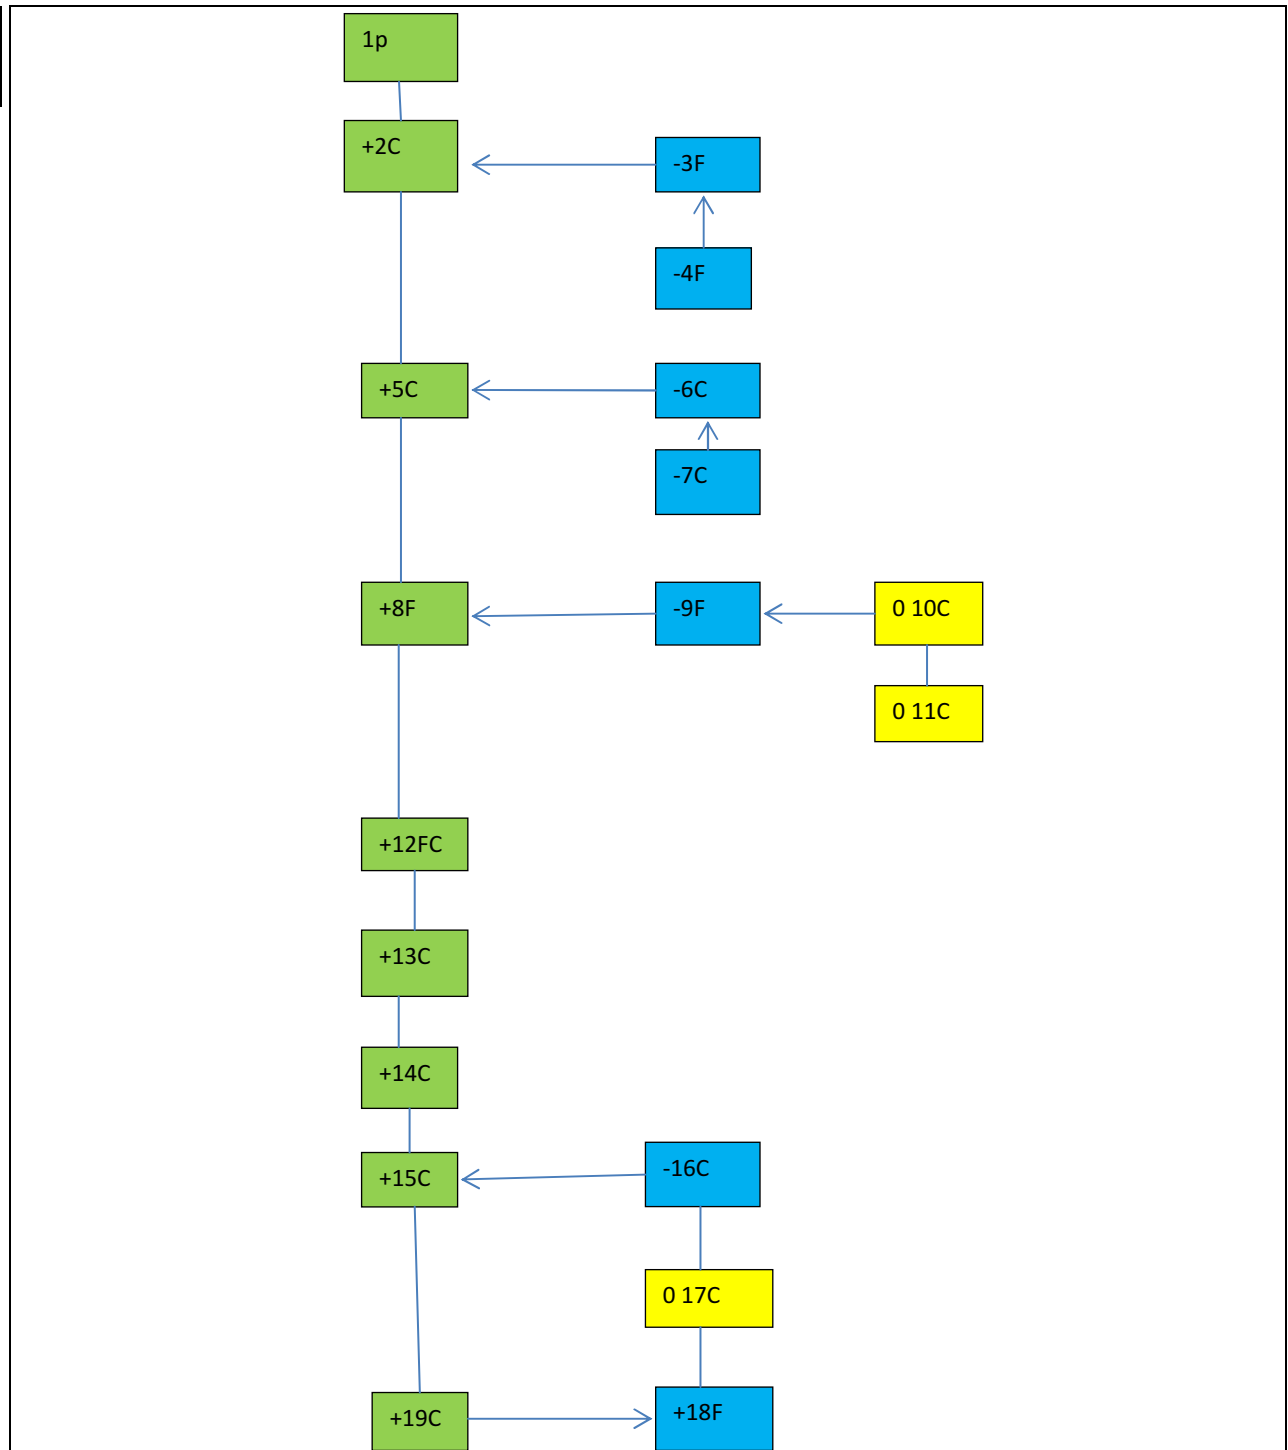 1p
+2C
-3F
-4F
+5C
-6C
-7C
+8F
-9F
0 10C
0 11C
+12FC
+13C
+14C
+15C
-16C
0 17C
+19C
+18F